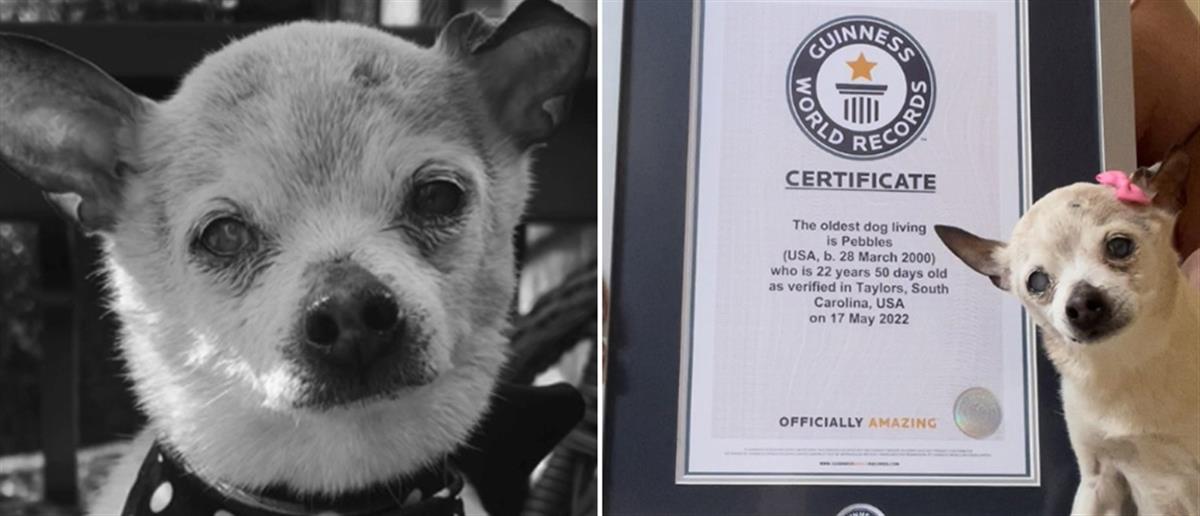 GUINNESS
WORLD RECORDS
CERTIFICATE
The oldest dog living
is Pebbles
(USA, b. 28 March 2000)
who is 22 years 50 days old
as verified in Taylors, South
Carolina, USA
on 17 May 2022
OFFICIALLY AMAZING